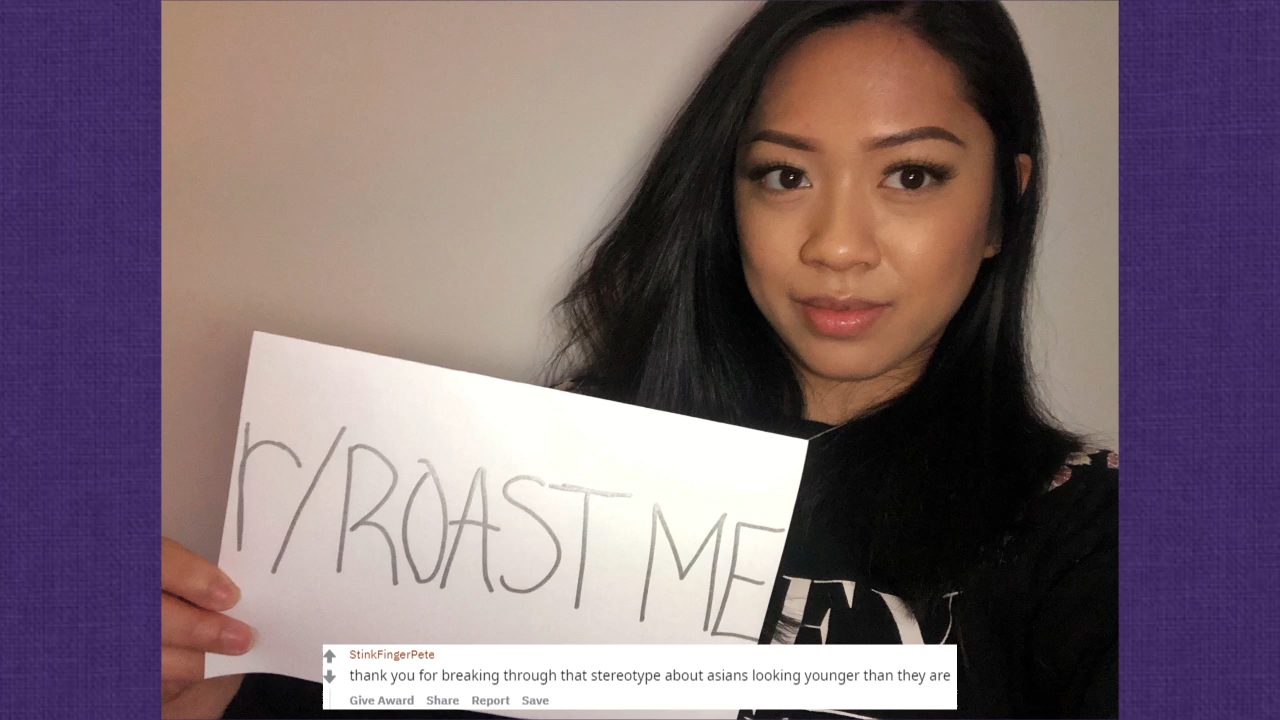 r/ROAST ME
EV
StinkFingerPete
thank you for breaking through that stereotype about asians looking younger than they are
Give Award Share Report Save